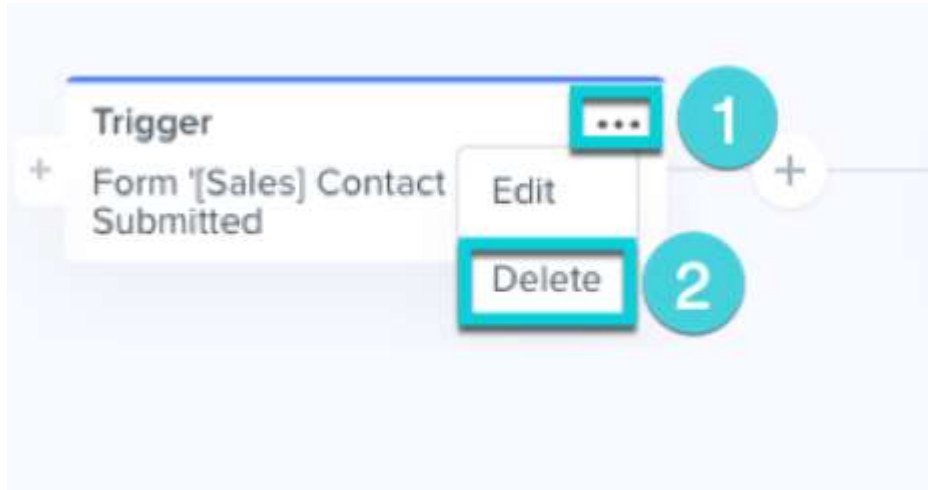 Trigger
...
1
Form '[Sales] Contact
Submitted
Edit
Delete
2